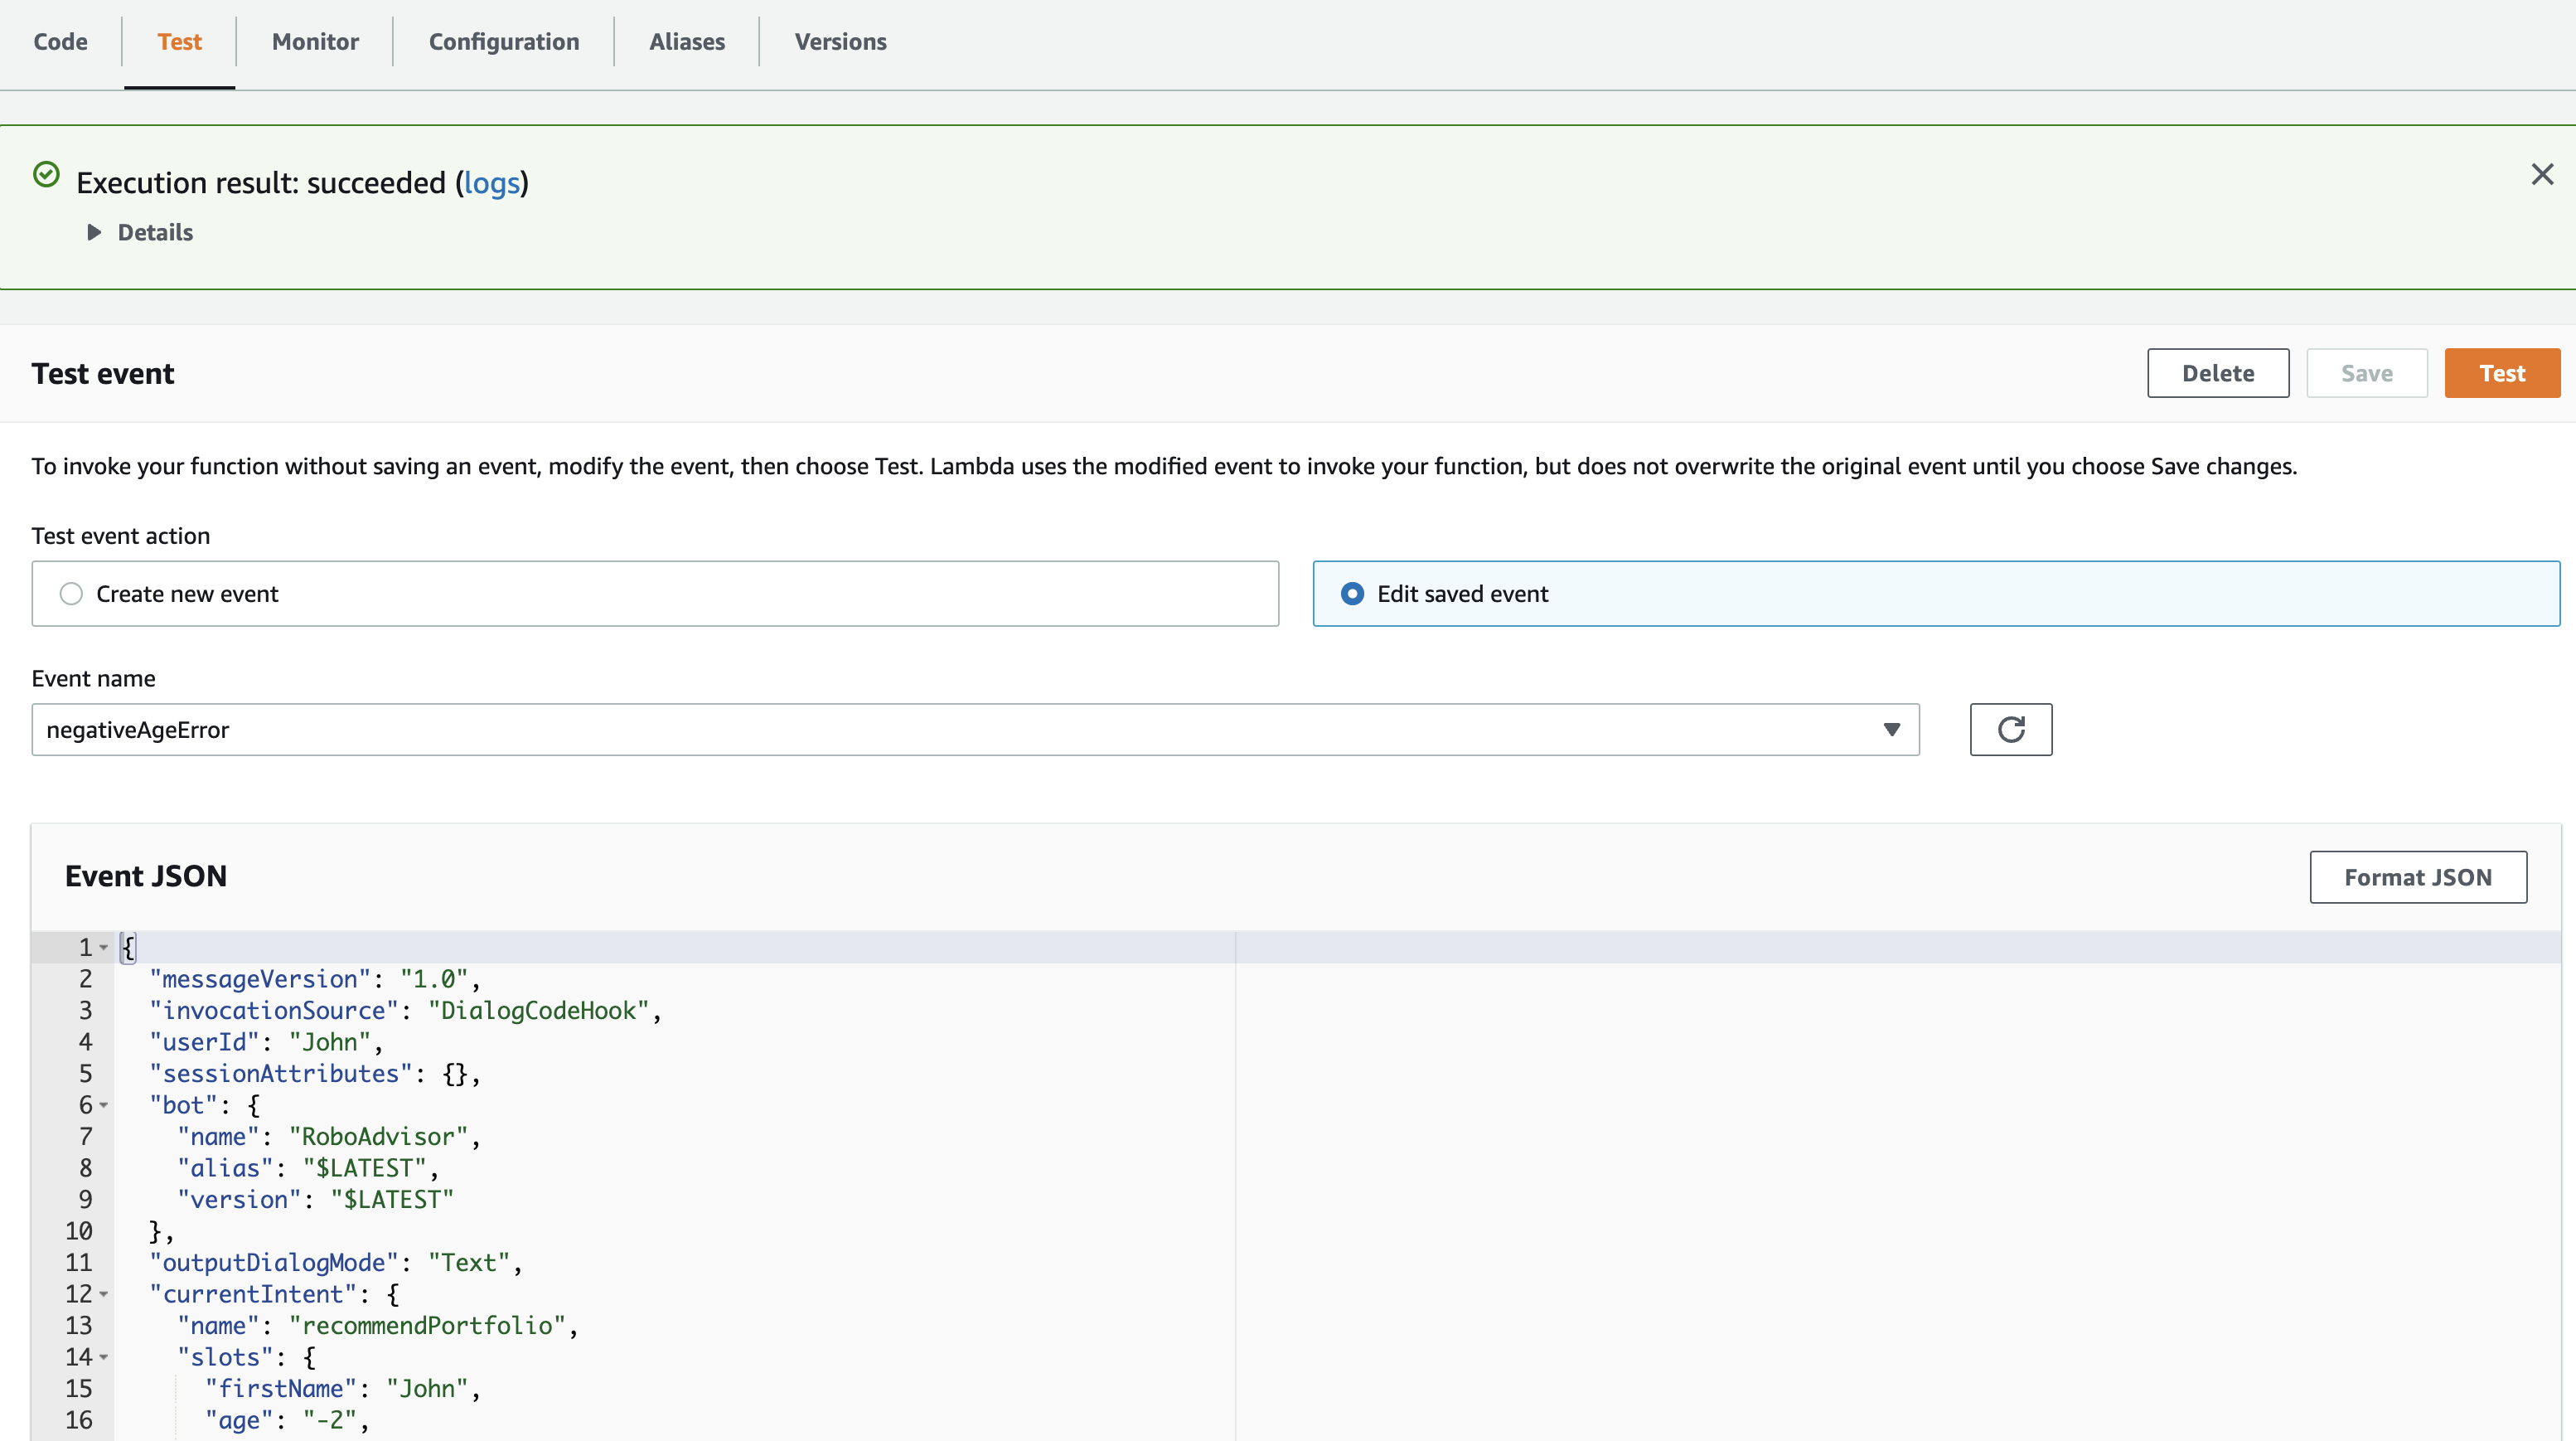 Code Test Monitor Configuration Aliases Versions
Execution result: succeeded (logs)
Details
Test event
Delete Save Test
To invoke your function without saving an event, modify the event, then choose Test. Lambda uses the modified event to invoke your function, but does not overwrite the original event until you choose Save changes.
Test event action
Create new event Edit saved event
Event name
negativeAgeError
Event JSON
Format JSON
1 {
2 "messageVersion": "1.0",
3 "invocationSource": "DialogCodeHook",
4 "userId": "John",
5 "sessionAttributes": {},
6 "bot": {
7 "name": "RoboAdvisor",
8 "alias": "$LATEST",
9 "version": "$LATEST"
10 },
11 "outputDialogMode": "Text",
12 "currentIntent": {
13 "name": "recommendPortfolio",
14 "slots": {
15 "firstName": "John",
16 "age": "-2",